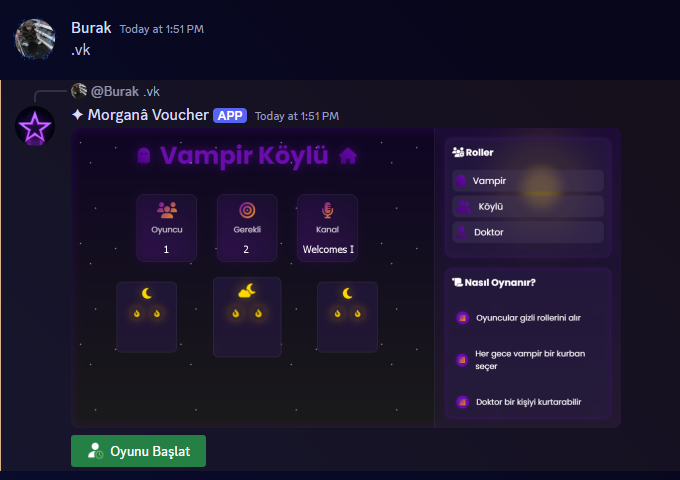 Burak Today at 1:51 PM
.vk
@Burak .vk
✦ Morganâ Voucher APP Today at 1:51 PM
Vampir Köylü
Oyuncu
1
Gerekli
2
Kanal
Welcomes I
Roller
Vampir
Köylü
Doktor
Nasıl Oynanır?
Oyuncular gizli rollerini alır
Her gece vampir bir kurban
seçer
Doktor bir kişiyi kurtarabilir
Oyunu Başlat